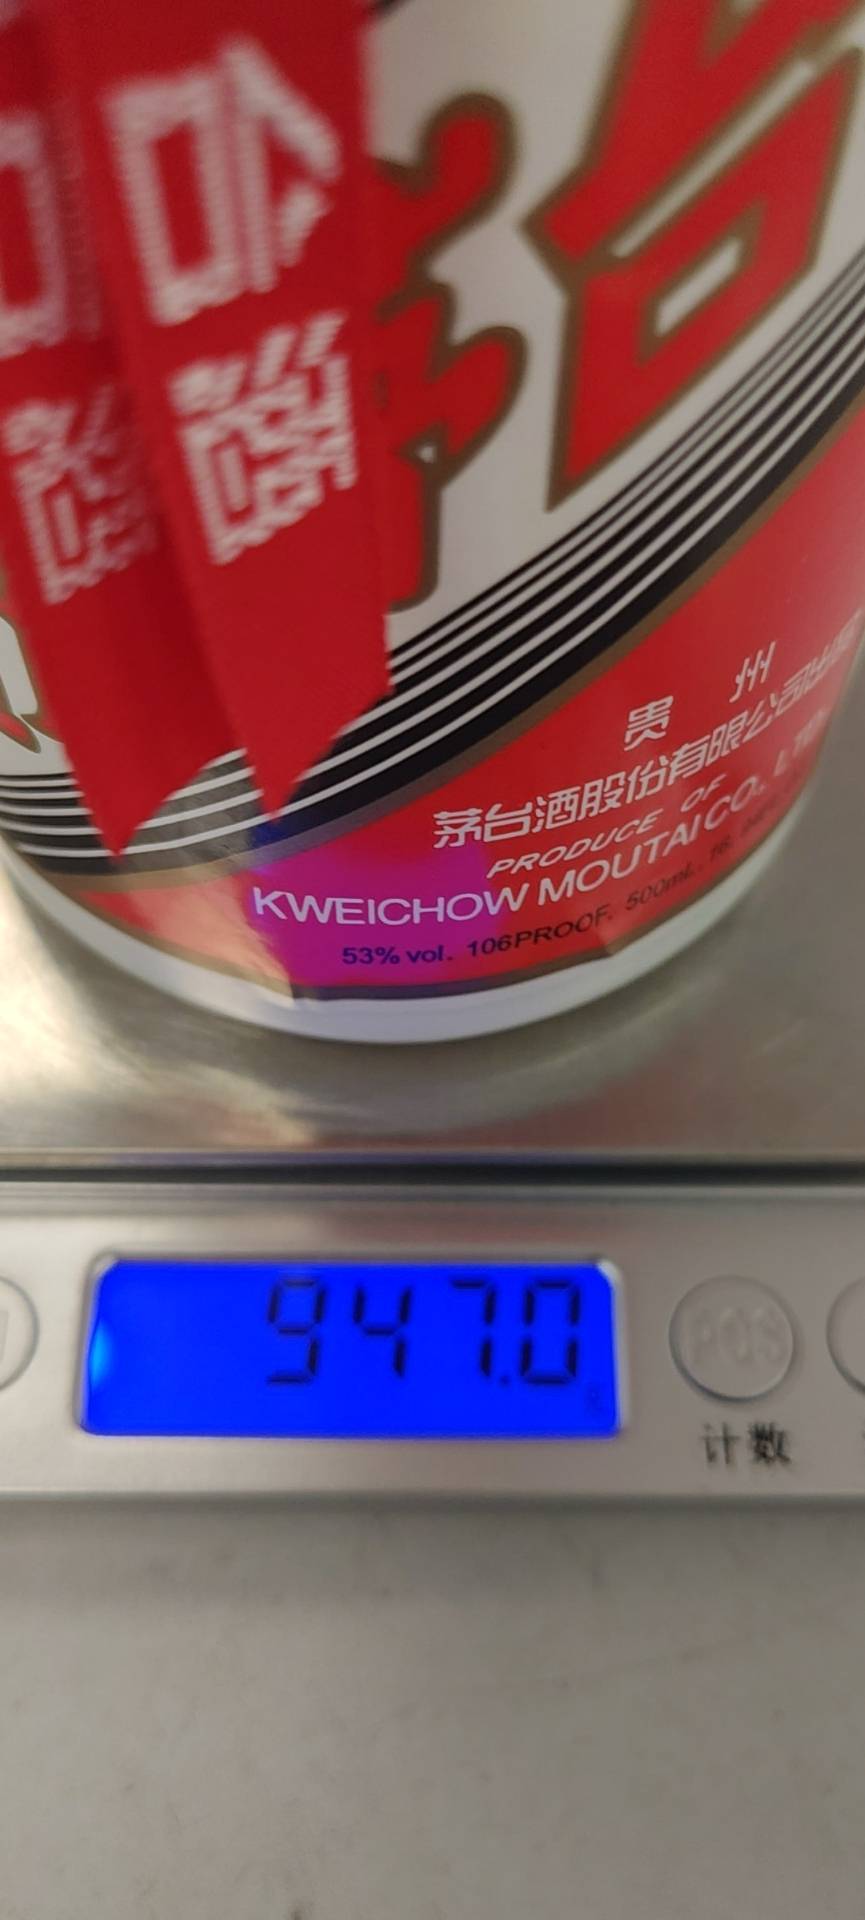 台
贵 州
茅台酒股份有限公司出品
PRODUCE OF
KWEICHOW MOUTAI CO., LTD.
53% vol. 106PROOF. 500mL.
947.0
计数